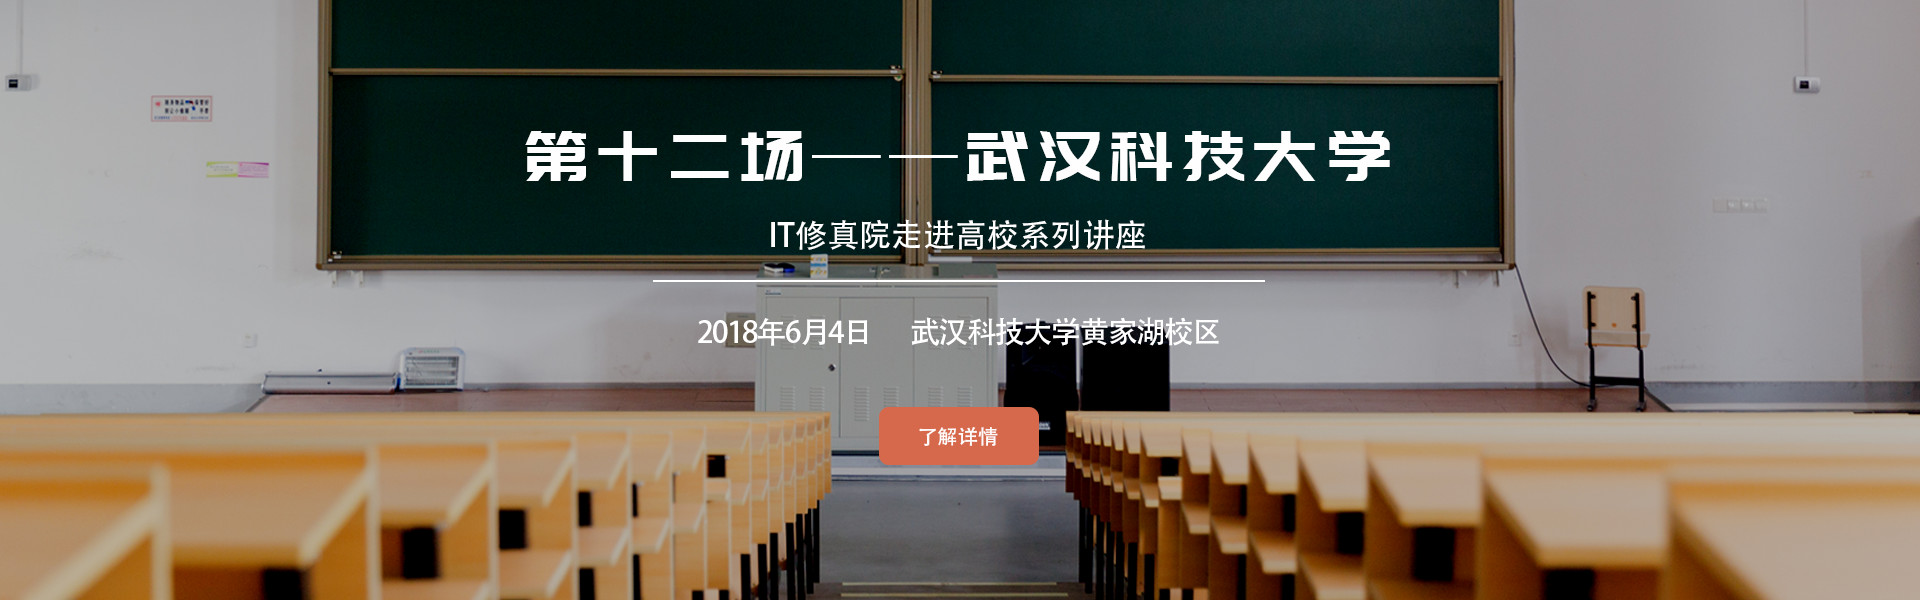 第十二场——武汉科技大学
IT修真院走进高校系列讲座
2018年6月4日 武汉科技大学黄家湖校区
了解详情